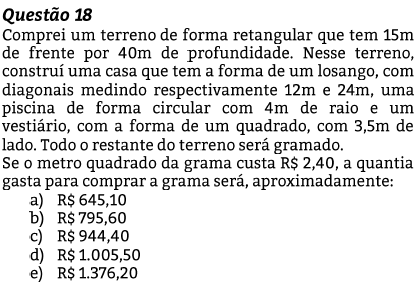 Questão 18
Comprei um terreno de forma retangular que tem 15m
de frente por 40m de profundidade. Nesse terreno,
construí uma casa que tem a forma de um losango, com
diagonais medindo respectivamente 12m e 24m, uma
piscina de forma circular com 4m de raio e um
vestiário, com a forma de um quadrado, com 3,5m de
lado. Todo o restante do terreno será gramado.
Se o metro quadrado da grama custa R$ 2,40, a quantia
gasta para comprar a grama será, aproximadamente:
a) R$ 645,10
b) R$ 795,60
c) R$ 944,40
d) R$ 1.005,50
e) R$ 1.376,20